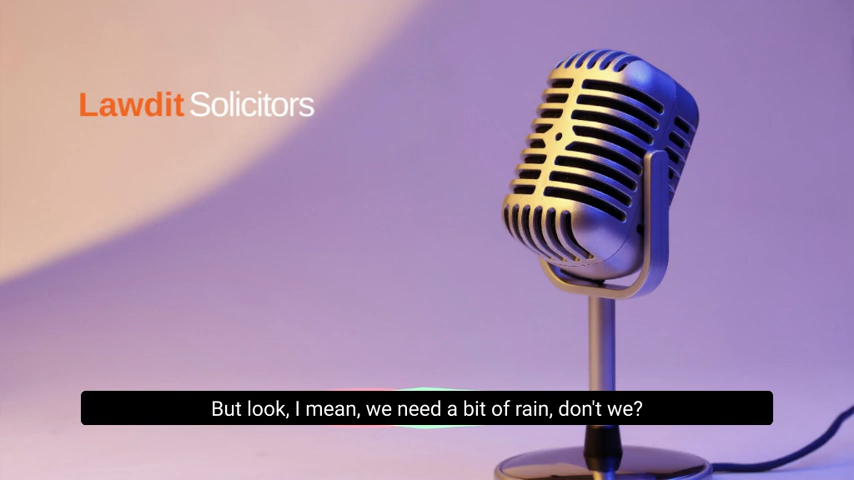 Lawdit Solicitors
But look, I mean, we need a bit of rain, don't we?